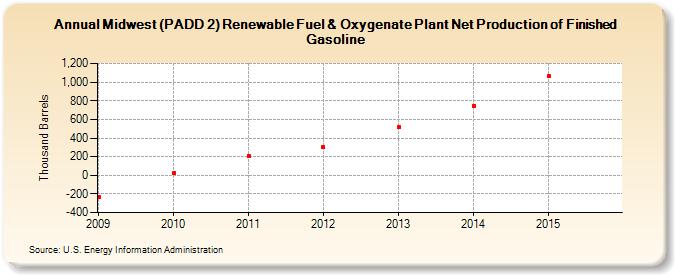 Annual Midwest (PADD 2) Renewable Fuel & Oxygenate Plant Net Production of Finished
Gasoline
Thousand Barrels
1,200
1,000
800
600
400
200
0
-200
-400
2009 2010 2011 2012 2013 2014 2015
Source: U.S. Energy Information Administration